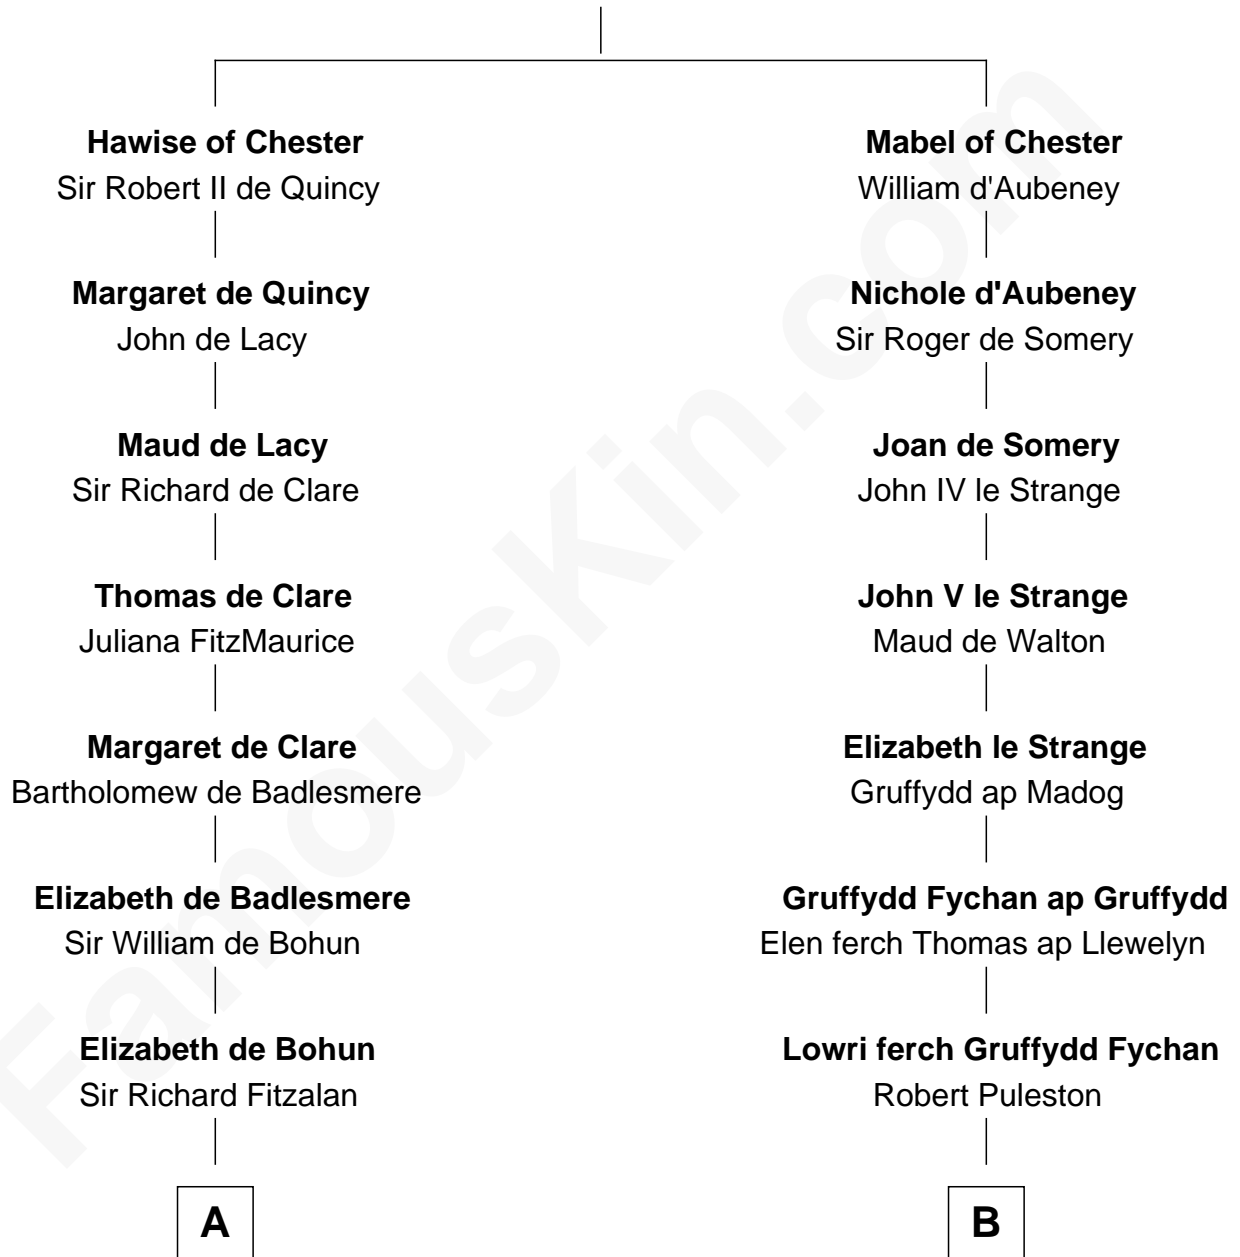 Hawise of Chester
Sir Robert II de Quincy
Mabel of Chester
William d'Aubeney
Margaret de Quincy
John de Lacy
Nichole d'Aubeney
Sir Roger de Somery
Maud de Lacy
Sir Richard de Clare
Joan de Somery
John IV le Strange
Thomas de Clare
Juliana FitzMaurice
John V le Strange
Maud de Walton
Margaret de Clare
Bartholomew de Badlesmere
Elizabeth le Strange
Gruffydd ap Madog
Elizabeth de Badlesmere
Sir William de Bohun
Gruffydd Fychan ap Gruffydd
Elen ferch Thomas ap Llewelyn
Elizabeth de Bohun
Sir Richard Fitzalan
Lowri ferch Gruffydd Fychan
Robert Puleston
A
B
FamousKin.com